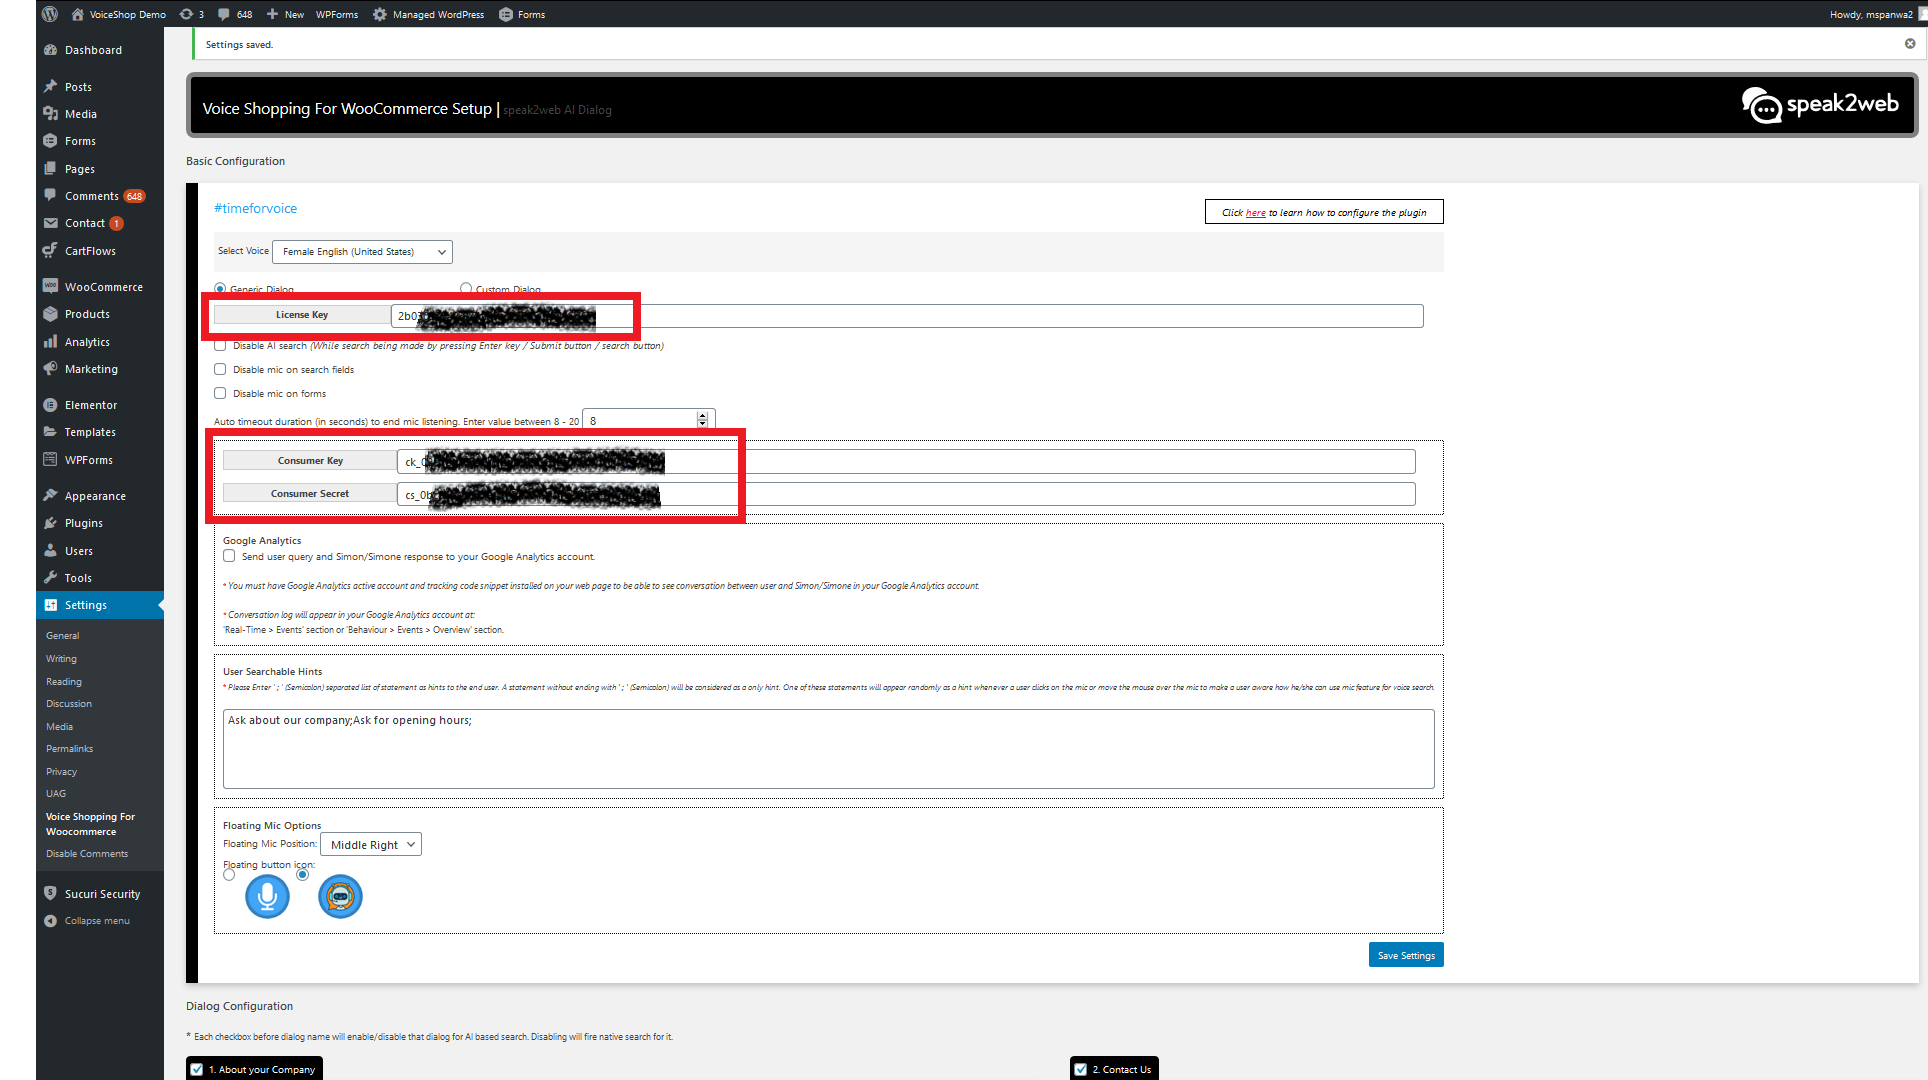 VoiceShop Demo 3 648 New WPForms Managed WordPress Forms Howdy, mspanwa2
Dashboard
Posts
Media
Forms
Pages
Comments 648
Contact 1
CartFlows
WooCommerce
Products
Analytics
Marketing
Elementor
Templates
WPForms
Appearance
Plugins
Users
Tools
Settings
General
Writing
Reading
Discussion
Media
Permalinks
Privacy
UAG
Voice Shopping For
Woocommerce
Disable Comments
Sucuri Security
Collapse menu
Settings saved.
Voice Shopping For WooCommerce Setup | speak2web AI Dialog
speak2web
Basic Configuration
#timeforvoice
Click here to learn how to configure the plugin
Select Voice Female English (United States)
Generic Dialog Custom Dialog
License Key 2b03
Disable AI search (While search being made by pressing Enter key / Submit button / search button)
Disable mic on search fields
Disable mic on forms
Auto timeout duration (in seconds) to end mic listening. Enter value between 8 - 20 8
Consumer Key ck_0
Consumer Secret cs_0b
Google Analytics
Send user query and Simon/Simone response to your Google Analytics account.
* You must have Google Analytics active account and tracking code snippet installed on your web page to be able to see conversation between user and Simon/Simone in your Google Analytics account.
* Conversation log will appear in your Google Analytics account at:
'Real-Time > Events' section or 'Behaviour > Events > Overview' section.
User Searchable Hints
* Please Enter ' ; ' (Semicolon) separated list of statement as hints to the end user. A statement without ending with ' ; ' (Semicolon) will be considered as a only hint. One of these statements will appear randomly as a hint whenever a user clicks on the mic or move the mouse over the mic to make a user aware how he/she can use mic feature for voice search.
Ask about our company;Ask for opening hours;
Floating Mic Options
Floating Mic Position: Middle Right
Floating button icon:
Save Settings
Dialog Configuration
* Each checkbox before dialog name will enable/disable that dialog for AI based search. Disabling will fire native search for it.
1. About your Company
2. Contact Us